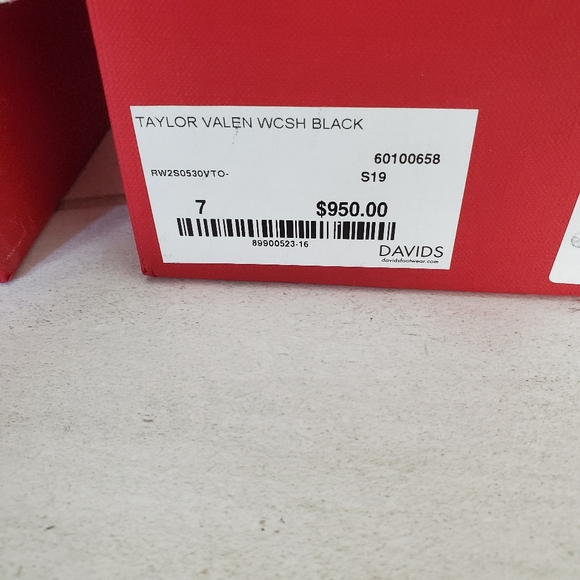 TAYLOR VALEN WCSH BLACK
60100658
RW2S0530VTO- S19
7 $950.00
89900523-16
DAVIDS
davidsfootwear.com